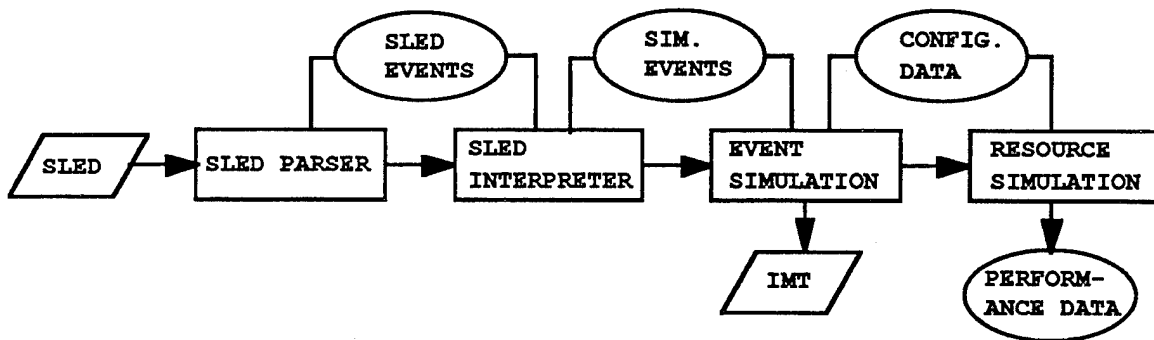 SLED
EVENTS
SIM.
EVENTS
CONFIG.
DATA
SLED
SLED PARSER
SLED
INTERPRETER
EVENT
SIMULATION
RESOURCE
SIMULATION
IMT
PERFORM-
ANCE DATA